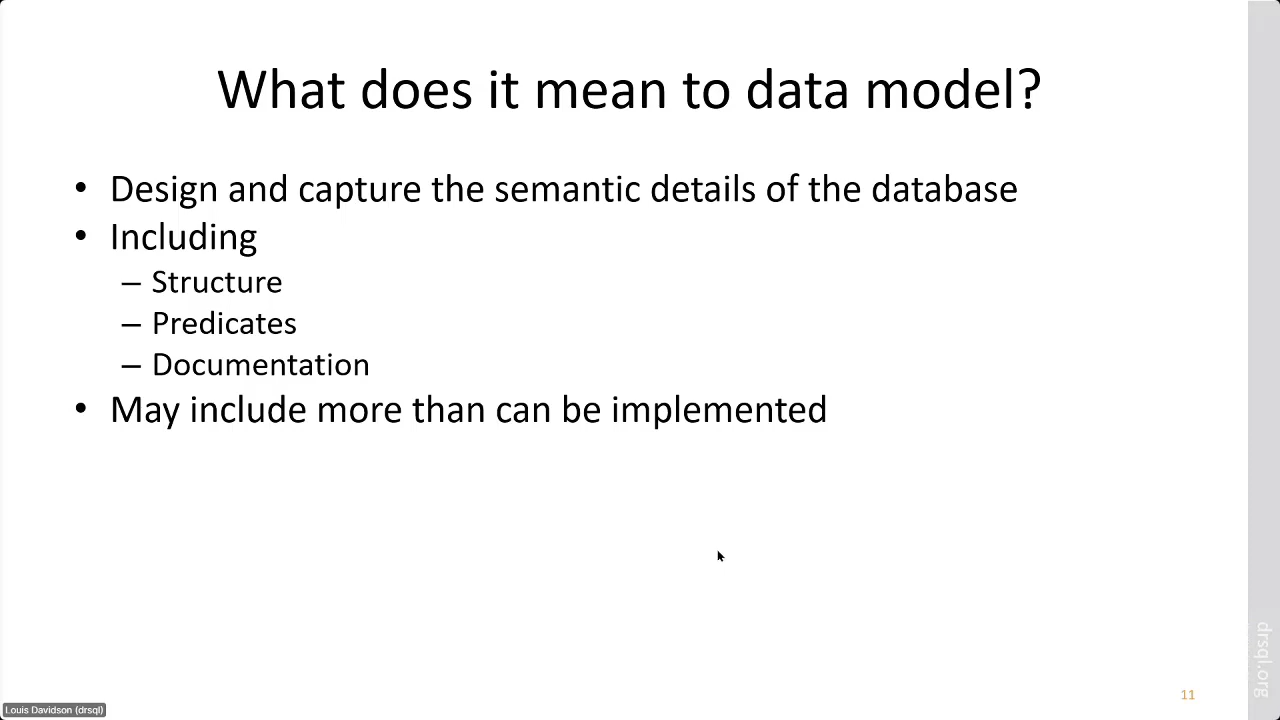 What does it mean to data model?
• Design and capture the semantic details of the database
• Including
– Structure
– Predicates
– Documentation
• May include more than can be implemented
drsql.org
11
Louis Davidson (drsql)